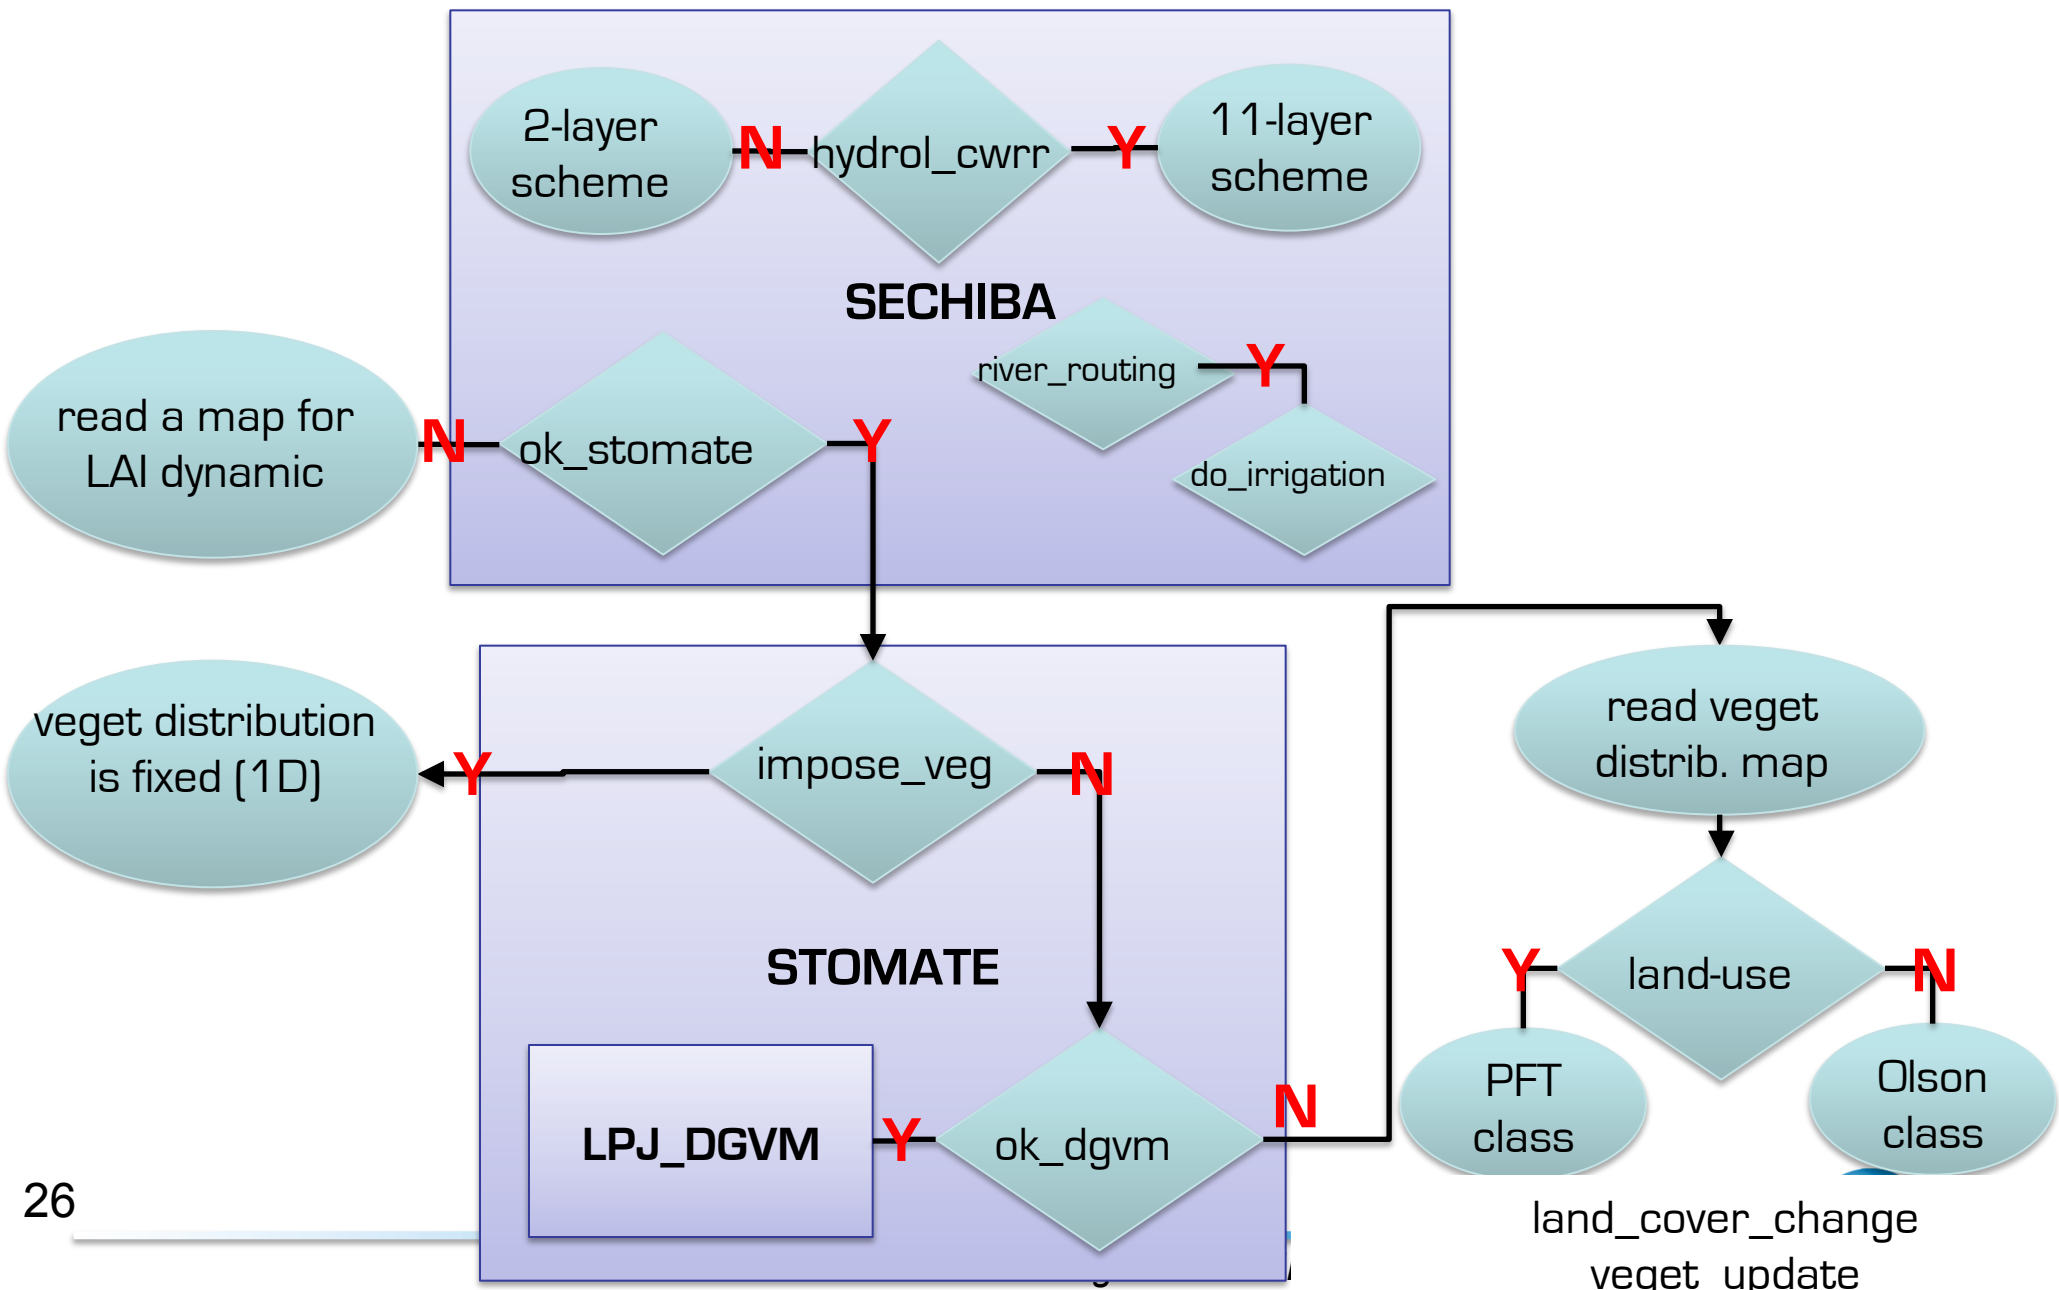 2-layer
scheme
N
hydrol_cwrr
Y
11-layer
scheme
SECHIBA
river_routing
Y
do_irrigation
read a map for
LAI dynamic
N
ok_stomate
Y
veget distribution
is fixed (1D)
Y
impose_veg
N
STOMATE
LPJ_DGVM
Y
ok_dgvm
N
read veget
distrib. map
Y
land-use
N
PFT
class
Olson
class
26
land_cover_change
veget_update